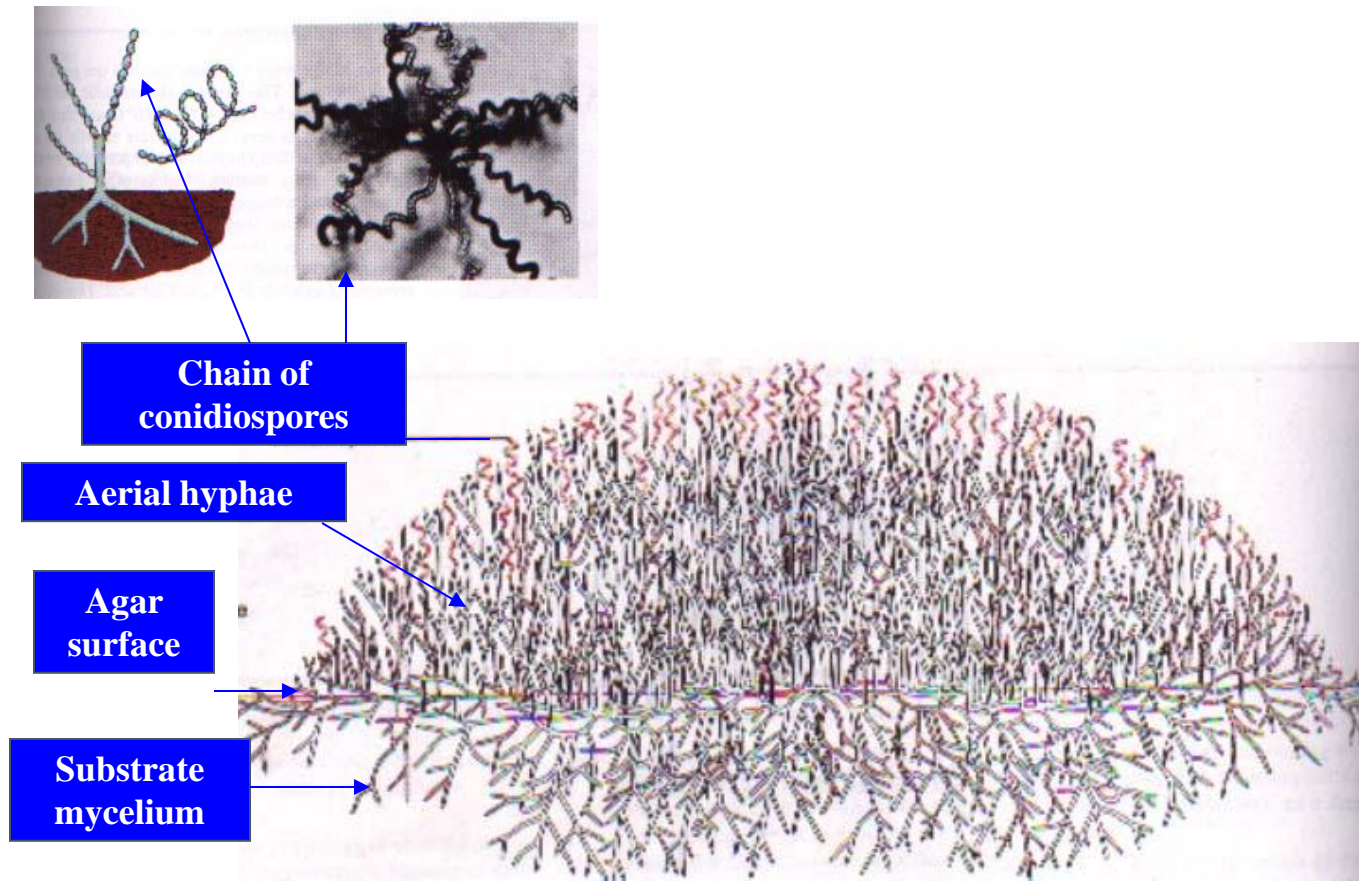 Chain of
conidiospores
Aerial hyphae
Agar
surface
Substrate
mycelium